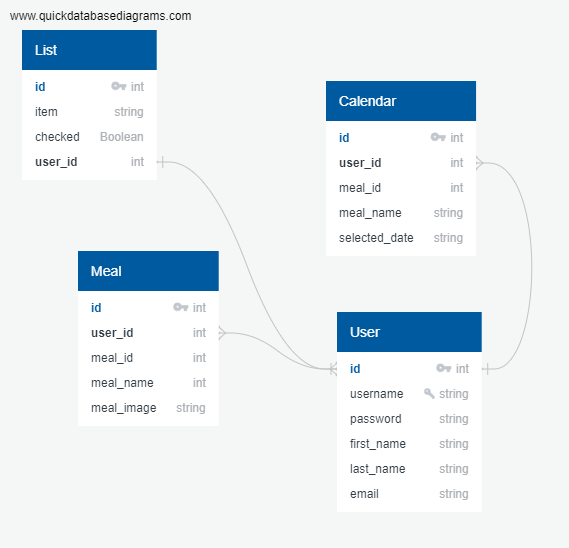 www.quickdatabasediagrams.com
List
id int
item string
checked Boolean
user_id int
Calendar
id int
user_id int
meal_id int
meal_name string
selected_date string
Meal
id int
user_id int
meal_id int
meal_name int
meal_image string
User
id int
username string
password string
first_name string
last_name string
email string